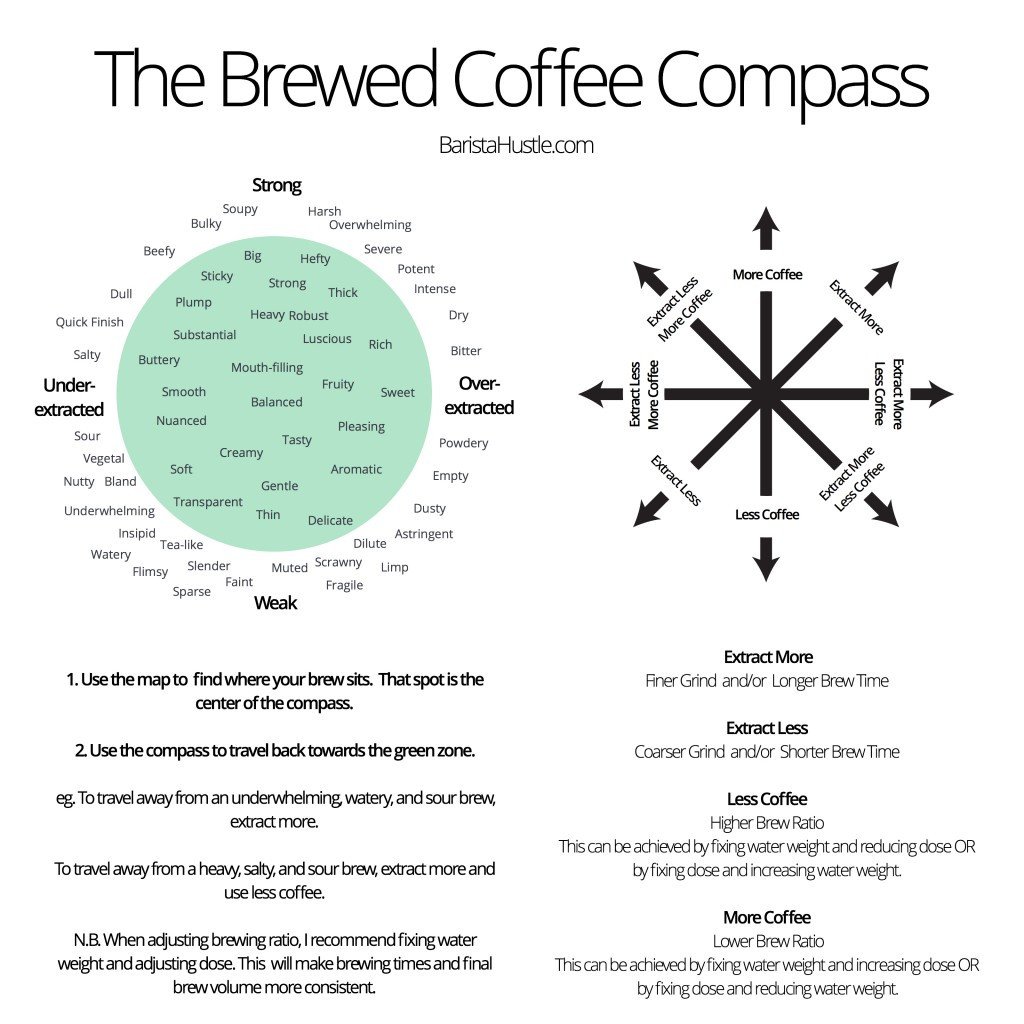 The Brewed Coffee Compass
BaristaHustle.com
Strong
Soupy
Harsh
Bulky
Overwhelming
Beefy
Big
Hefty
Severe
Sticky
Strong
Potent
Dull
Plump
Thick
Intense
Quick Finish
Heavy
Robust
Dry
Substantial
Luscious
Rich
Salty
Buttery
Bitter
Mouth-filling
Under-
extracted
Smooth
Fruity
Sweet
Over-
extracted
Balanced
Nuanced
Pleasing
Sour
Tasty
Powdery
Vegetal
Creamy
Soft
Aromatic
Empty
Nutty
Bland
Gentle
Underwhelming
Transparent
Thin
Delicate
Dusty
Insipid
Tea-like
Dilute
Astringent
Watery
Flimsy
Slender
Muted
Scrawny
Limp
Sparse
Faint
Fragile
Weak
More Coffee
Extract Less
More Coffee
Extract More
Extract Less
More Coffee
Extract More
Less Coffee
Extract Less
Extract More
Less Coffee
Less Coffee
1. Use the map to find where your brew sits. That spot is the
center of the compass.
2. Use the compass to travel back towards the green zone.
eg. To travel away from an underwhelming, watery, and sour brew,
extract more.
To travel away from a heavy, salty, and sour brew, extract more and
use less coffee.
N.B. When adjusting brewing ratio, I recommend fixing water
weight and adjusting dose. This will make brewing times and final
brew volume more consistent.
Extract More
Finer Grind and/or Longer Brew Time
Extract Less
Coarser Grind and/or Shorter Brew Time
Less Coffee
Higher Brew Ratio
This can be achieved by fixing water weight and reducing dose OR
by fixing dose and increasing water weight.
More Coffee
Lower Brew Ratio
This can be achieved by fixing water weight and increasing dose OR
by fixing dose and reducing water weight.